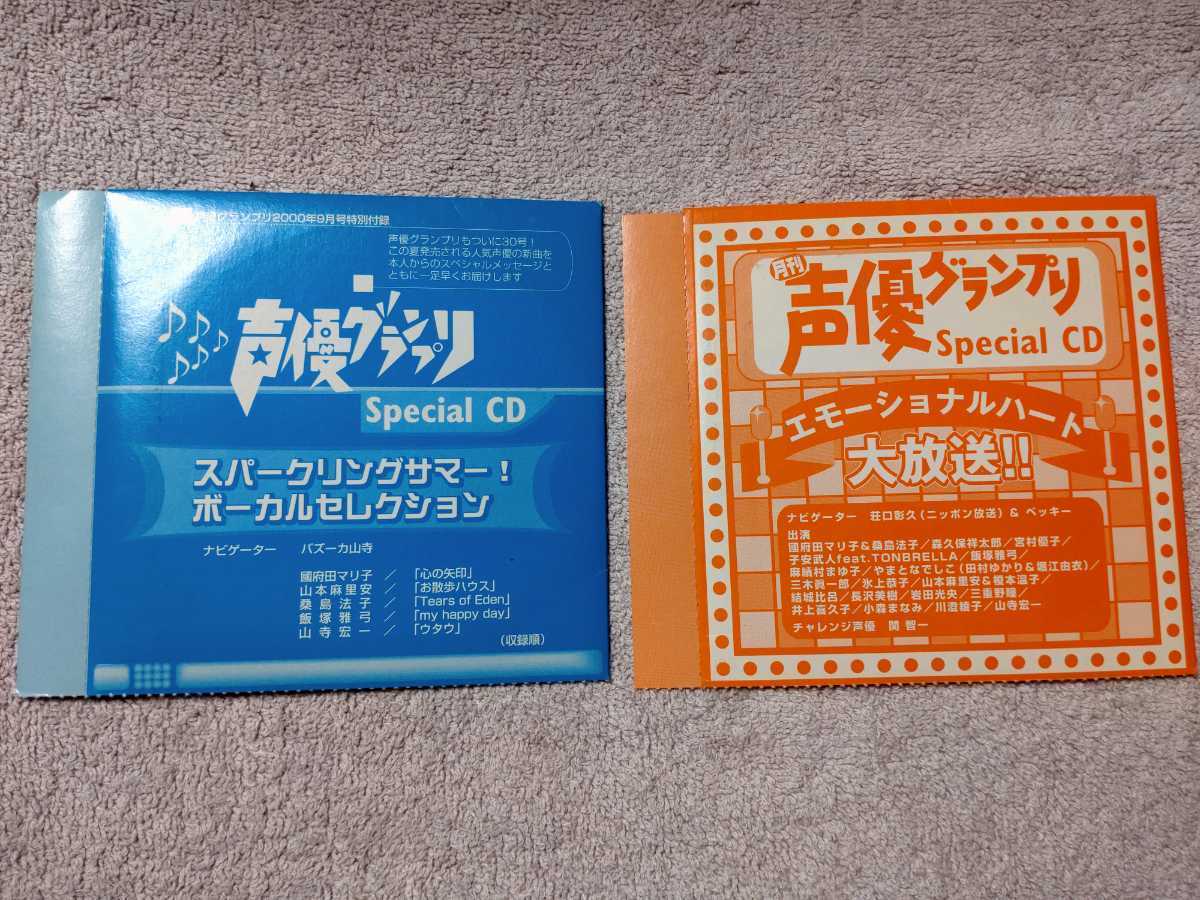 声優グランプリ2000年9月号特別付録
声優グランプリもついに30号!
この夏発売される人気声優の新曲を
本人からのスペシャルメッセージと
ともに一足早くお届けします
声優グランプリ
Special CD
スパークリングサマー!
ボーカルセレクション
ナビゲーター バズーカ山寺
國府田マリ子/「心の矢印」
山本麻里安/「お散歩ハウス」
桑島法子/「Tears of Eden」
飯塚雅弓/「my happy day」
山寺宏一/「ウタウ」
(収録順)
月刊
声優グランプリ
Special CD
エモーショナルハート
大放送!!
ナビゲーター 荘口彰久(ニッポン放送)& ベッキー
出演
國府田マリ子&桑島法子/森久保祥太郎/宮村優子/
子安武人feat.TONBRELLA/飯塚雅弓/
麻績村まゆ子/やまとなでしこ(田村ゆかり&堀江由衣)/
三木眞一郎/氷上恭子/山本麻里安&榎本温子/
結城比呂/長沢美樹/岩田光央/三重野瞳/
井上喜久子/小森まなみ/川澄綾子/山寺宏一
チャレンジ声優 関 智一